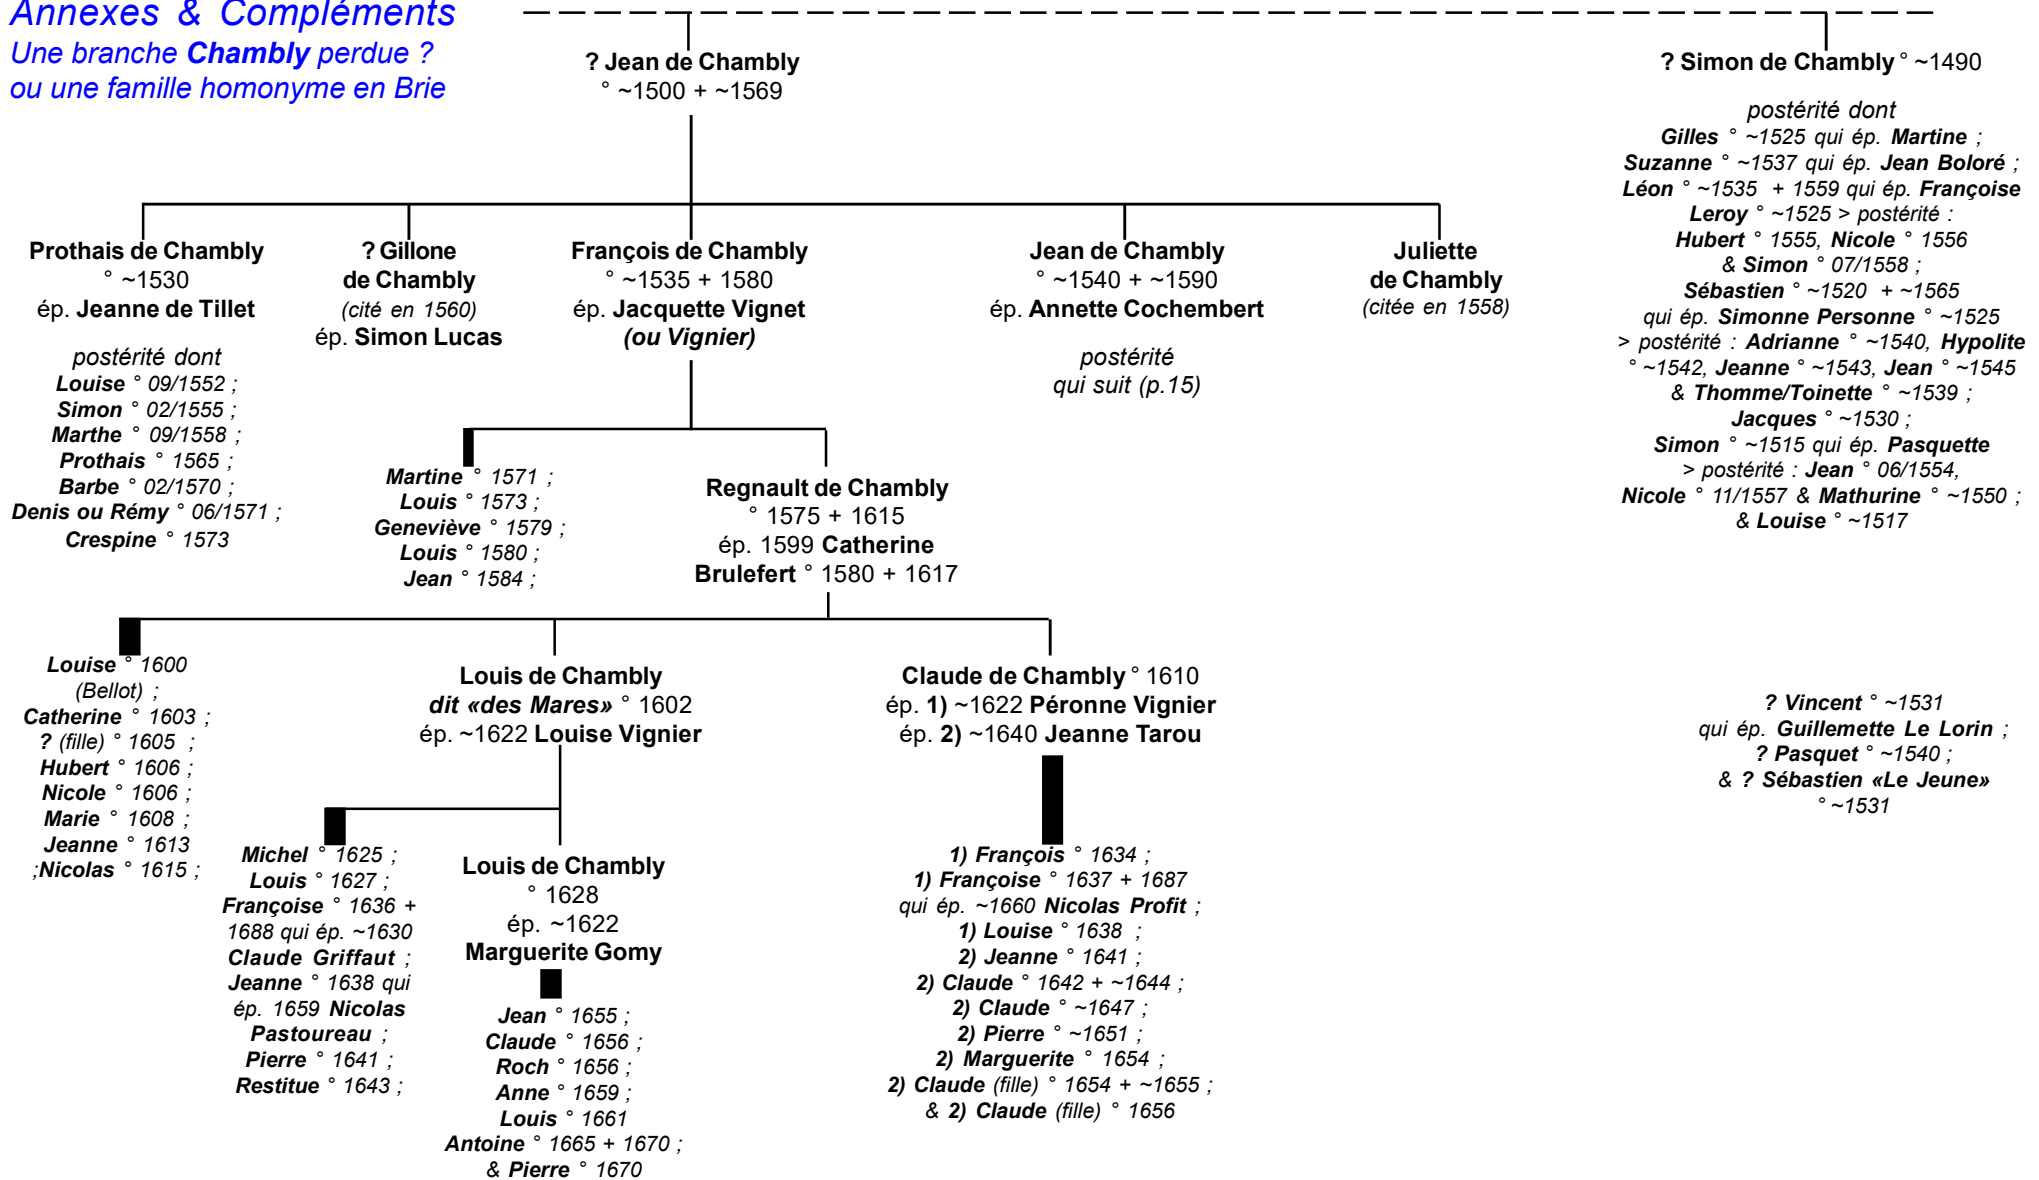 Annexes & Compléments
Une branche Chambly perdue ?
ou une famille homonyme en Brie
? Jean de Chambly
° ~1500 + ~1569
? Simon de Chambly ° ~1490
postérité dont
Gilles ° ~1525 qui ép. Martine ;
Suzanne ° ~1537 qui ép. Jean Boloré ;
Léon ° ~1535 + 1559 qui ép. Françoise
Leroy ° ~1525 > postérité :
Hubert ° 1555, Nicole ° 1556
& Simon ° 07/1558 ;
Sébastien ° ~1520 + ~1565
qui ép. Simonne Personne ° ~1525
> postérité : Adrianne ° ~1540, Hypolite
° ~1542, Jeanne ° ~1543, Jean ° ~1545
& Thomme/Toinette ° ~1539 ;
Jacques ° ~1530 ;
Simon ° ~1515 qui ép. Pasquette
> postérité : Jean ° 06/1554,
Nicole ° 11/1557 & Mathurine ° ~1550 ;
& Louise ° ~1517
Prothais de Chambly
° ~1530
ép. Jeanne de Tillet
postérité dont
Louise ° 09/1552 ;
Simon ° 02/1555 ;
Marthe ° 09/1558 ;
Prothais ° 1565 ;
Barbe ° 02/1570 ;
Denis ou Rémy ° 06/1571 ;
Crespine ° 1573
? Gillone
de Chambly
(cité en 1560)
ép. Simon Lucas
François de Chambly
° ~1535 + 1580
ép. Jacquette Vignet
(ou Vignier)
Jean de Chambly
° ~1540 + ~1590
ép. Annette Cochembert
postérité
qui suit (p.15)
Juliette
de Chambly
(citée en 1558)
Martine ° 1571 ;
Louis ° 1573 ;
Geneviève ° 1579 ;
Louis ° 1580 ;
Jean ° 1584 ;
Regnault de Chambly
° 1575 + 1615
ép. 1599 Catherine
Brulefert ° 1580 + 1617
Louise ° 1600
(Bellot) ;
Catherine ° 1603 ;
? (fille) ° 1605 ;
Hubert ° 1606 ;
Nicole ° 1606 ;
Marie ° 1608 ;
Jeanne ° 1613
;Nicolas ° 1615 ;
Louis de Chambly
dit «des Mares» ° 1602
ép. ~1622 Louise Vignier
Claude de Chambly ° 1610
ép. 1) ~1622 Péronne Vignier
ép. 2) ~1640 Jeanne Tarou
? Vincent ° ~1531
qui ép. Guillemette Le Lorin ;
? Pasquet ° ~1540 ;
& ? Sébastien «Le Jeune»
° ~1531
Michel ° 1625 ;
Louis ° 1627 ;
Françoise ° 1636 +
1688 qui ép. ~1630
Claude Griffaut ;
Jeanne ° 1638 qui
ép. 1659 Nicolas
Pastoureau ;
Pierre ° 1641 ;
Restitue ° 1643 ;
Louis de Chambly
° 1628
ép. ~1622
Marguerite Gomy
Jean ° 1655 ;
Claude ° 1656 ;
Roch ° 1656 ;
Anne ° 1659 ;
Louis ° 1661
Antoine ° 1665 + 1670 ;
& Pierre ° 1670
1) François ° 1634 ;
1) Françoise ° 1637 + 1687
qui ép. ~1660 Nicolas Profit ;
1) Louise ° 1638 ;
2) Jeanne ° 1641 ;
2) Claude ° 1642 + ~1644 ;
2) Claude ° ~1647 ;
2) Pierre ° ~1651 ;
2) Marguerite ° 1654 ;
2) Claude (fille) ° 1654 + ~1655 ;
& 2) Claude (fille) ° 1656